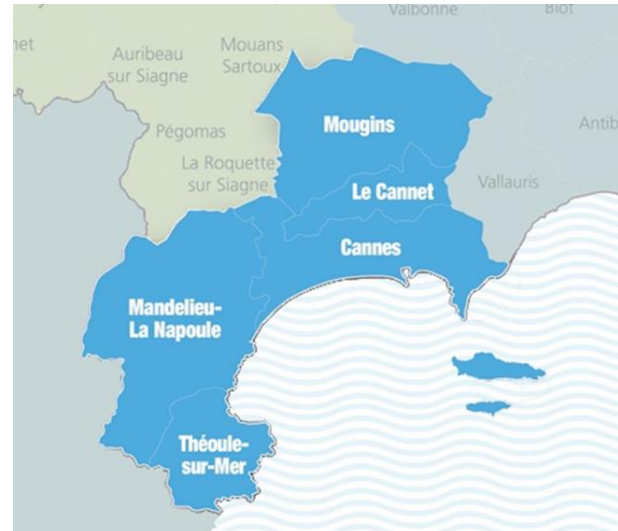 Valbonne
Biot
Mouans
Sartoux
Auribeau
sur Siagne
Mougins
Antib
Pégomas
La Roquette
sur Siagne
Le Cannet
Vallauris
Cannes
Mandelieu-
La Napoule
Théoule-
sur-Mer